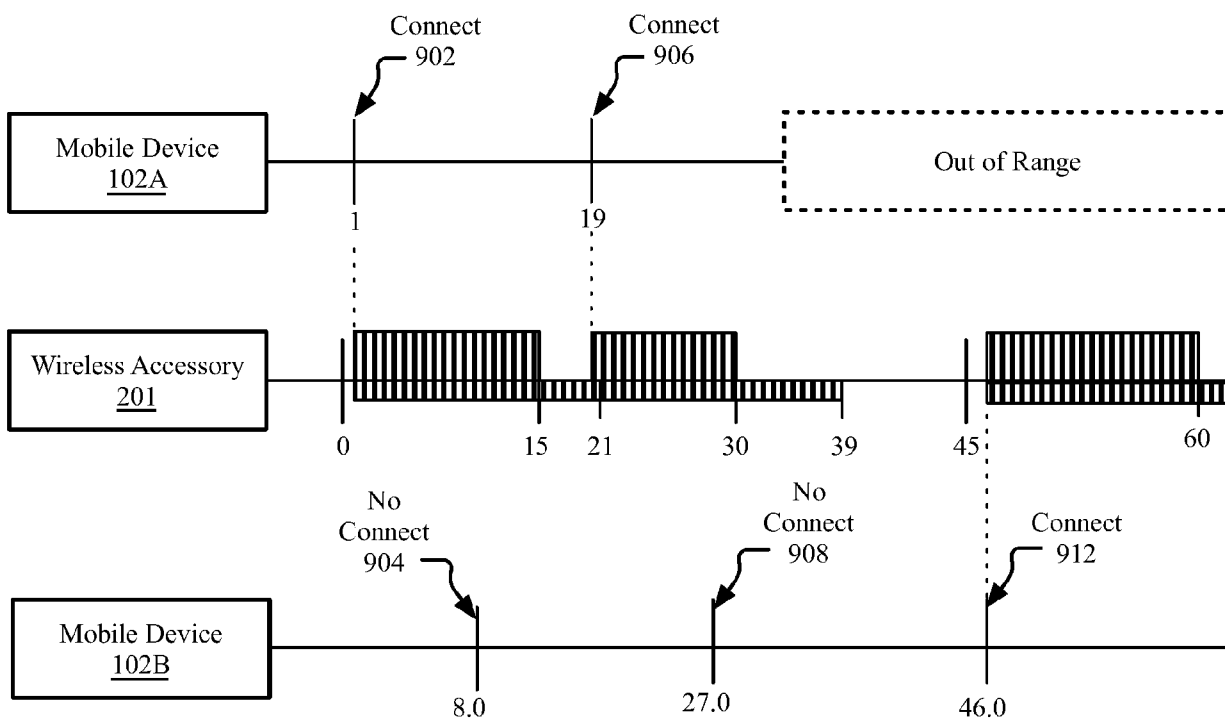 Connect
902
Connect
906
Mobile Device
102A
Out of Range
1
19
Wireless Accessory
201
0
15
21
30
39
45
60
No
Connect
904
No
Connect
908
Connect
912
Mobile Device
102B
8.0
27.0
46.0